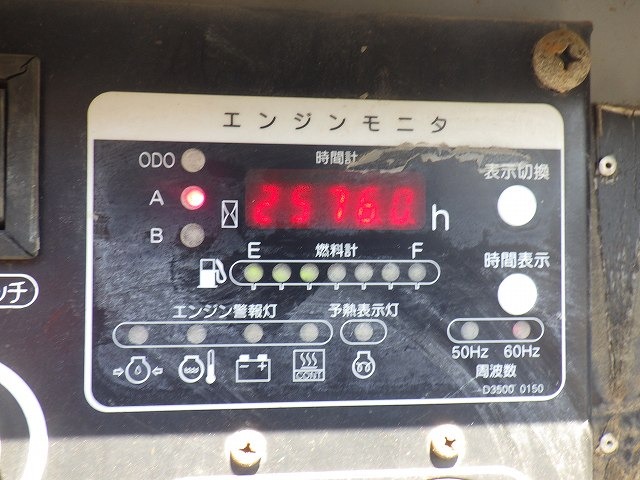 エンジンモニタ
ODO 時間計
表示切換
A
25760. h
B
E 燃料計 F
時間表示
ッチ
エンジン警報灯 予熱表示灯
50Hz 60Hz
CONT
周波数
D3500 0150